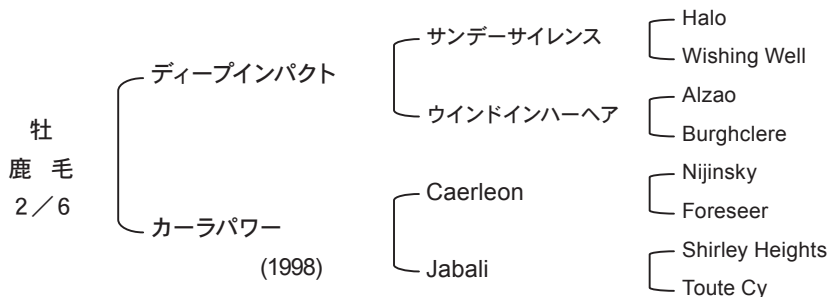 牡
鹿 毛
2／6
ディープインパクト
カーラパワー
(1998)
サンデーサイレンス
ウインドインハーヘア
Caerleon
Jabali
Halo
Wishing Well
Alzao
Burghclere
Nijinsky
Foreseer
Shirley Heights
Toute Cy